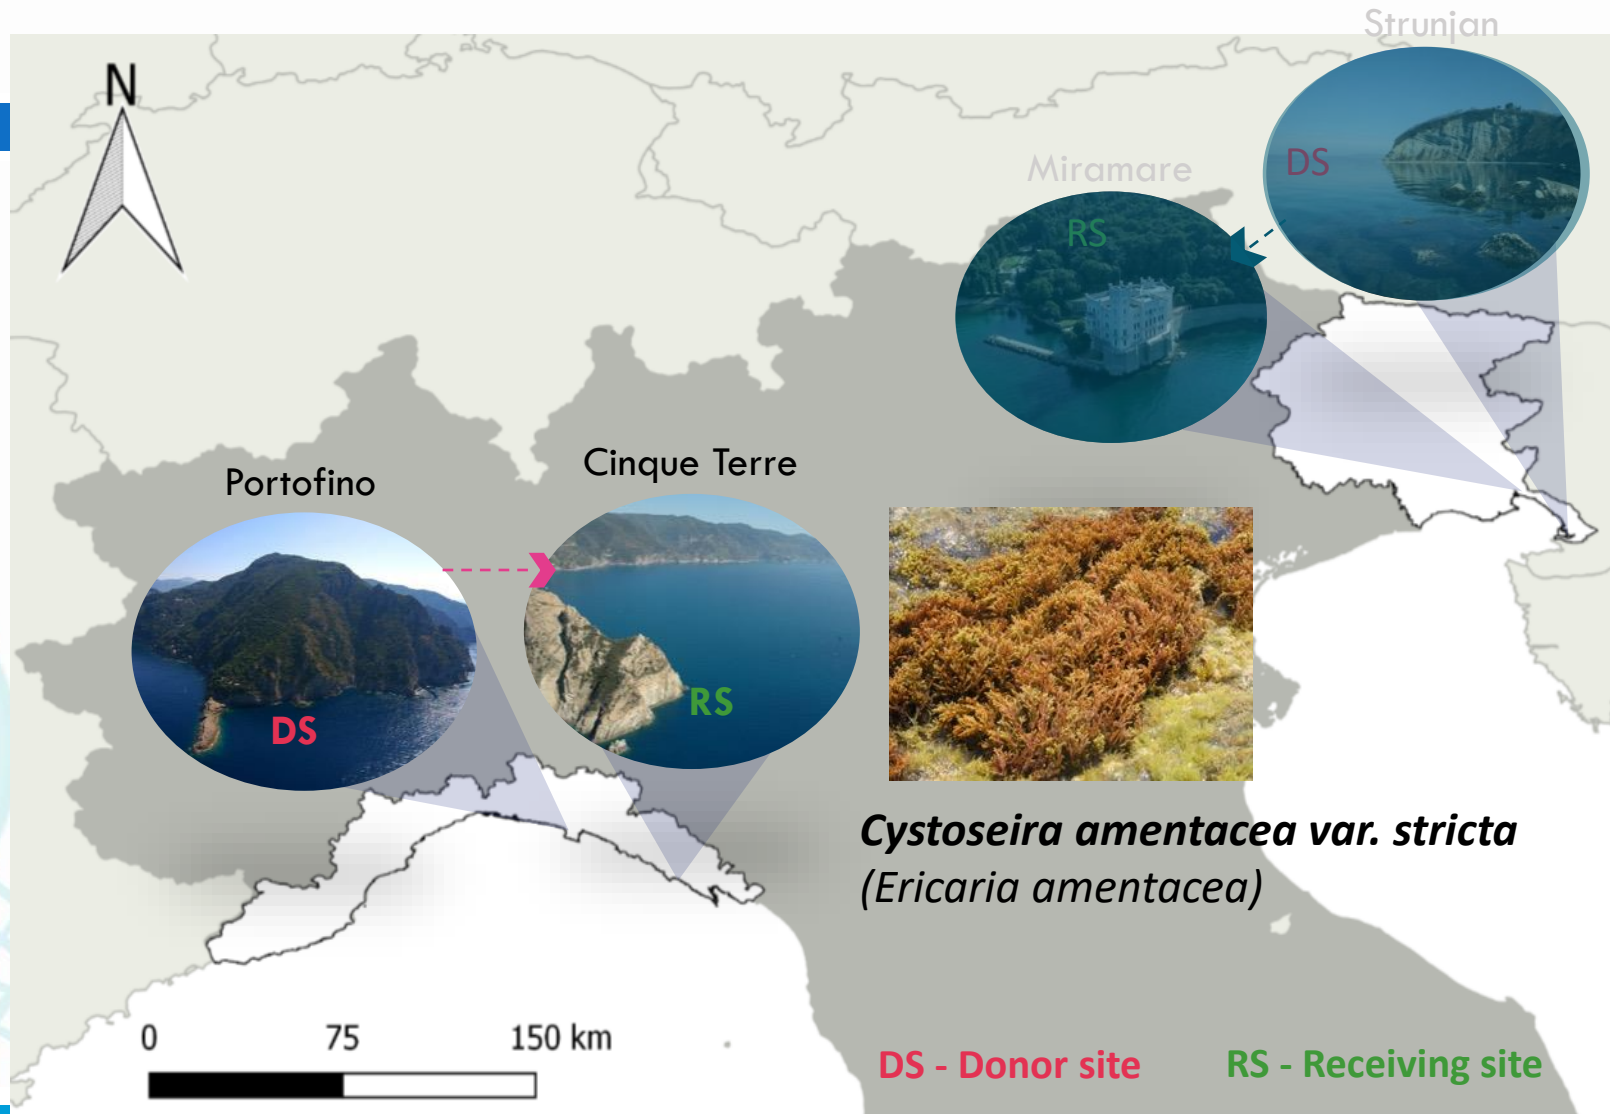 Strunjan
N
DS
Miramare
RS
Cinque Terre
Portofino
RS
DS
Cystoseira amentacea var. stricta
(Ericaria amentacea)
0 75 150 km
DS - Donor site RS - Receiving site